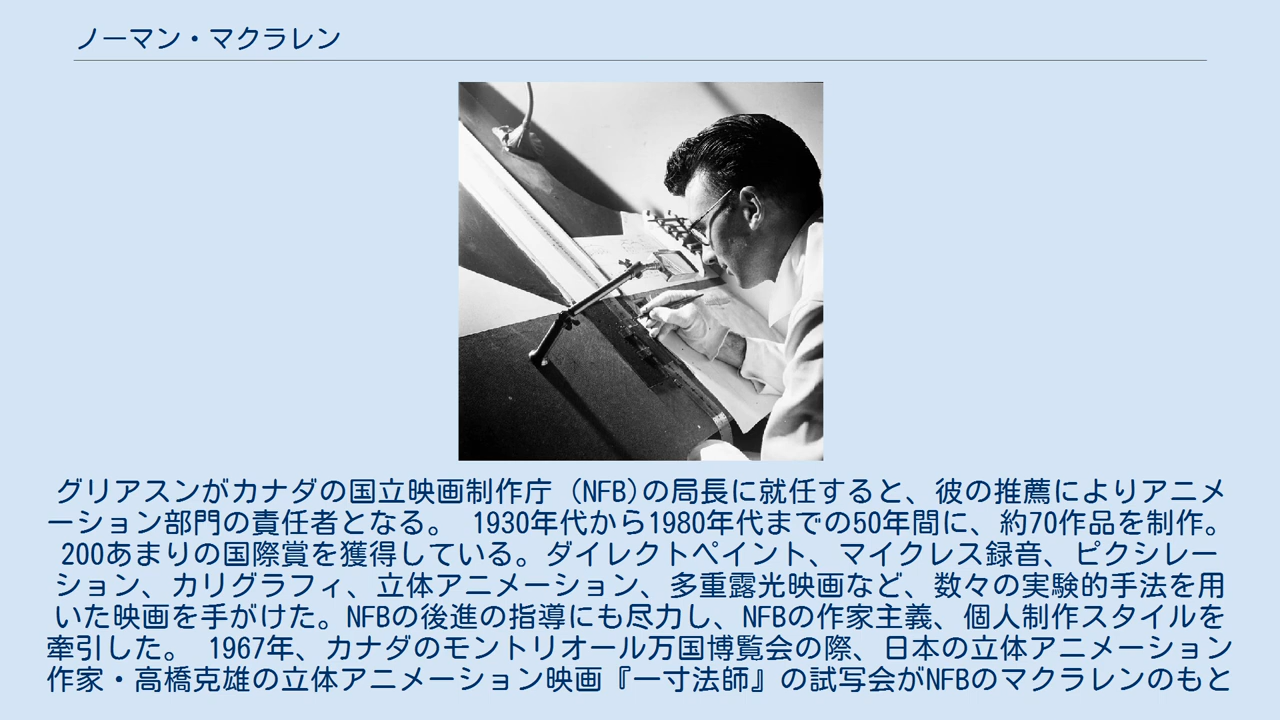 ノーマン・マクラレン
グリアスンがカナダの国立映画制作庁 (NFB)の局長に就任すると、彼の推薦によりアニメ
ーション部門の責任者となる。 1930年代から1980年代までの50年間に、約70作品を制作。
200あまりの国際賞を獲得している。ダイレクトペイント、マイクレス録音、ピクシレー
ション、カリグラフィ、立体アニメーション、多重露光映画など、数々の実験的手法を用
いた映画を手がけた。NFBの後進の指導にも尽力し、NFBの作家主義、個人制作スタイルを
牽引した。 1967年、カナダのモントリオール万国博覧会の際、日本の立体アニメーション
作家・高橋克雄の立体アニメーション映画『一寸法師』の試写会がNFBのマクラレンのもと